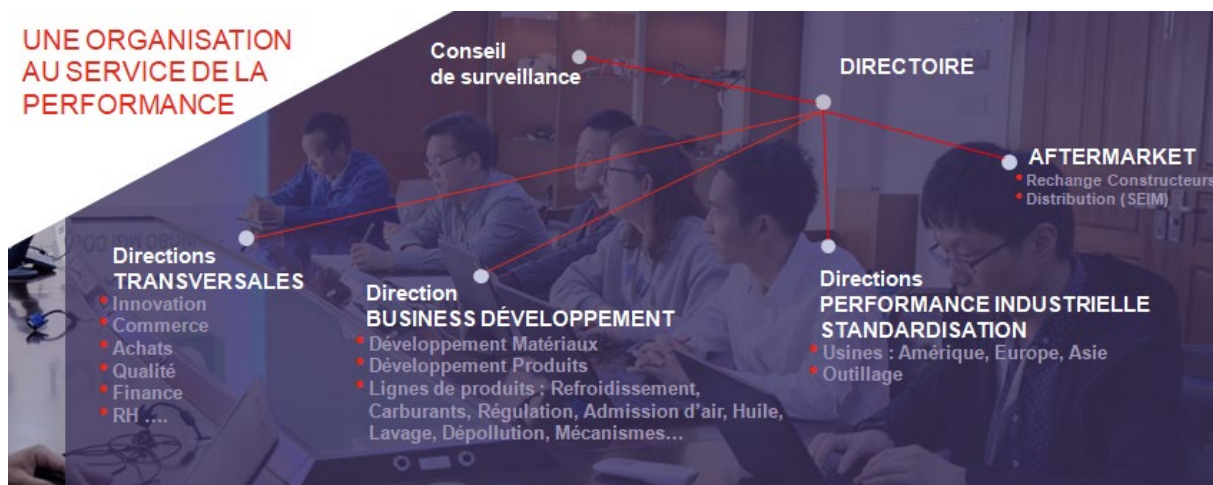 UNE ORGANISATION
AU SERVICE DE LA
PERFORMANCE
Conseil
de surveillance
DIRECTOIRE
AFTERMARKET
• Rechange Constructeurs
• Distribution (SEIM)
Directions
TRANSVERSALES
• Innovation
• Commerce
• Achats
• Qualité
• Finance
• RH ….
Direction
BUSINESS DÉVELOPPEMENT
• Développement Matériaux
• Développement Produits
• Lignes de produits : Refroidissement,
Carburants, Régulation, Admission d’air, Huile,
Lavage, Dépollution, Mécanismes…
Directions
PERFORMANCE INDUSTRIELLE
STANDARDISATION
• Usines : Amérique, Europe, Asie
• Outillage